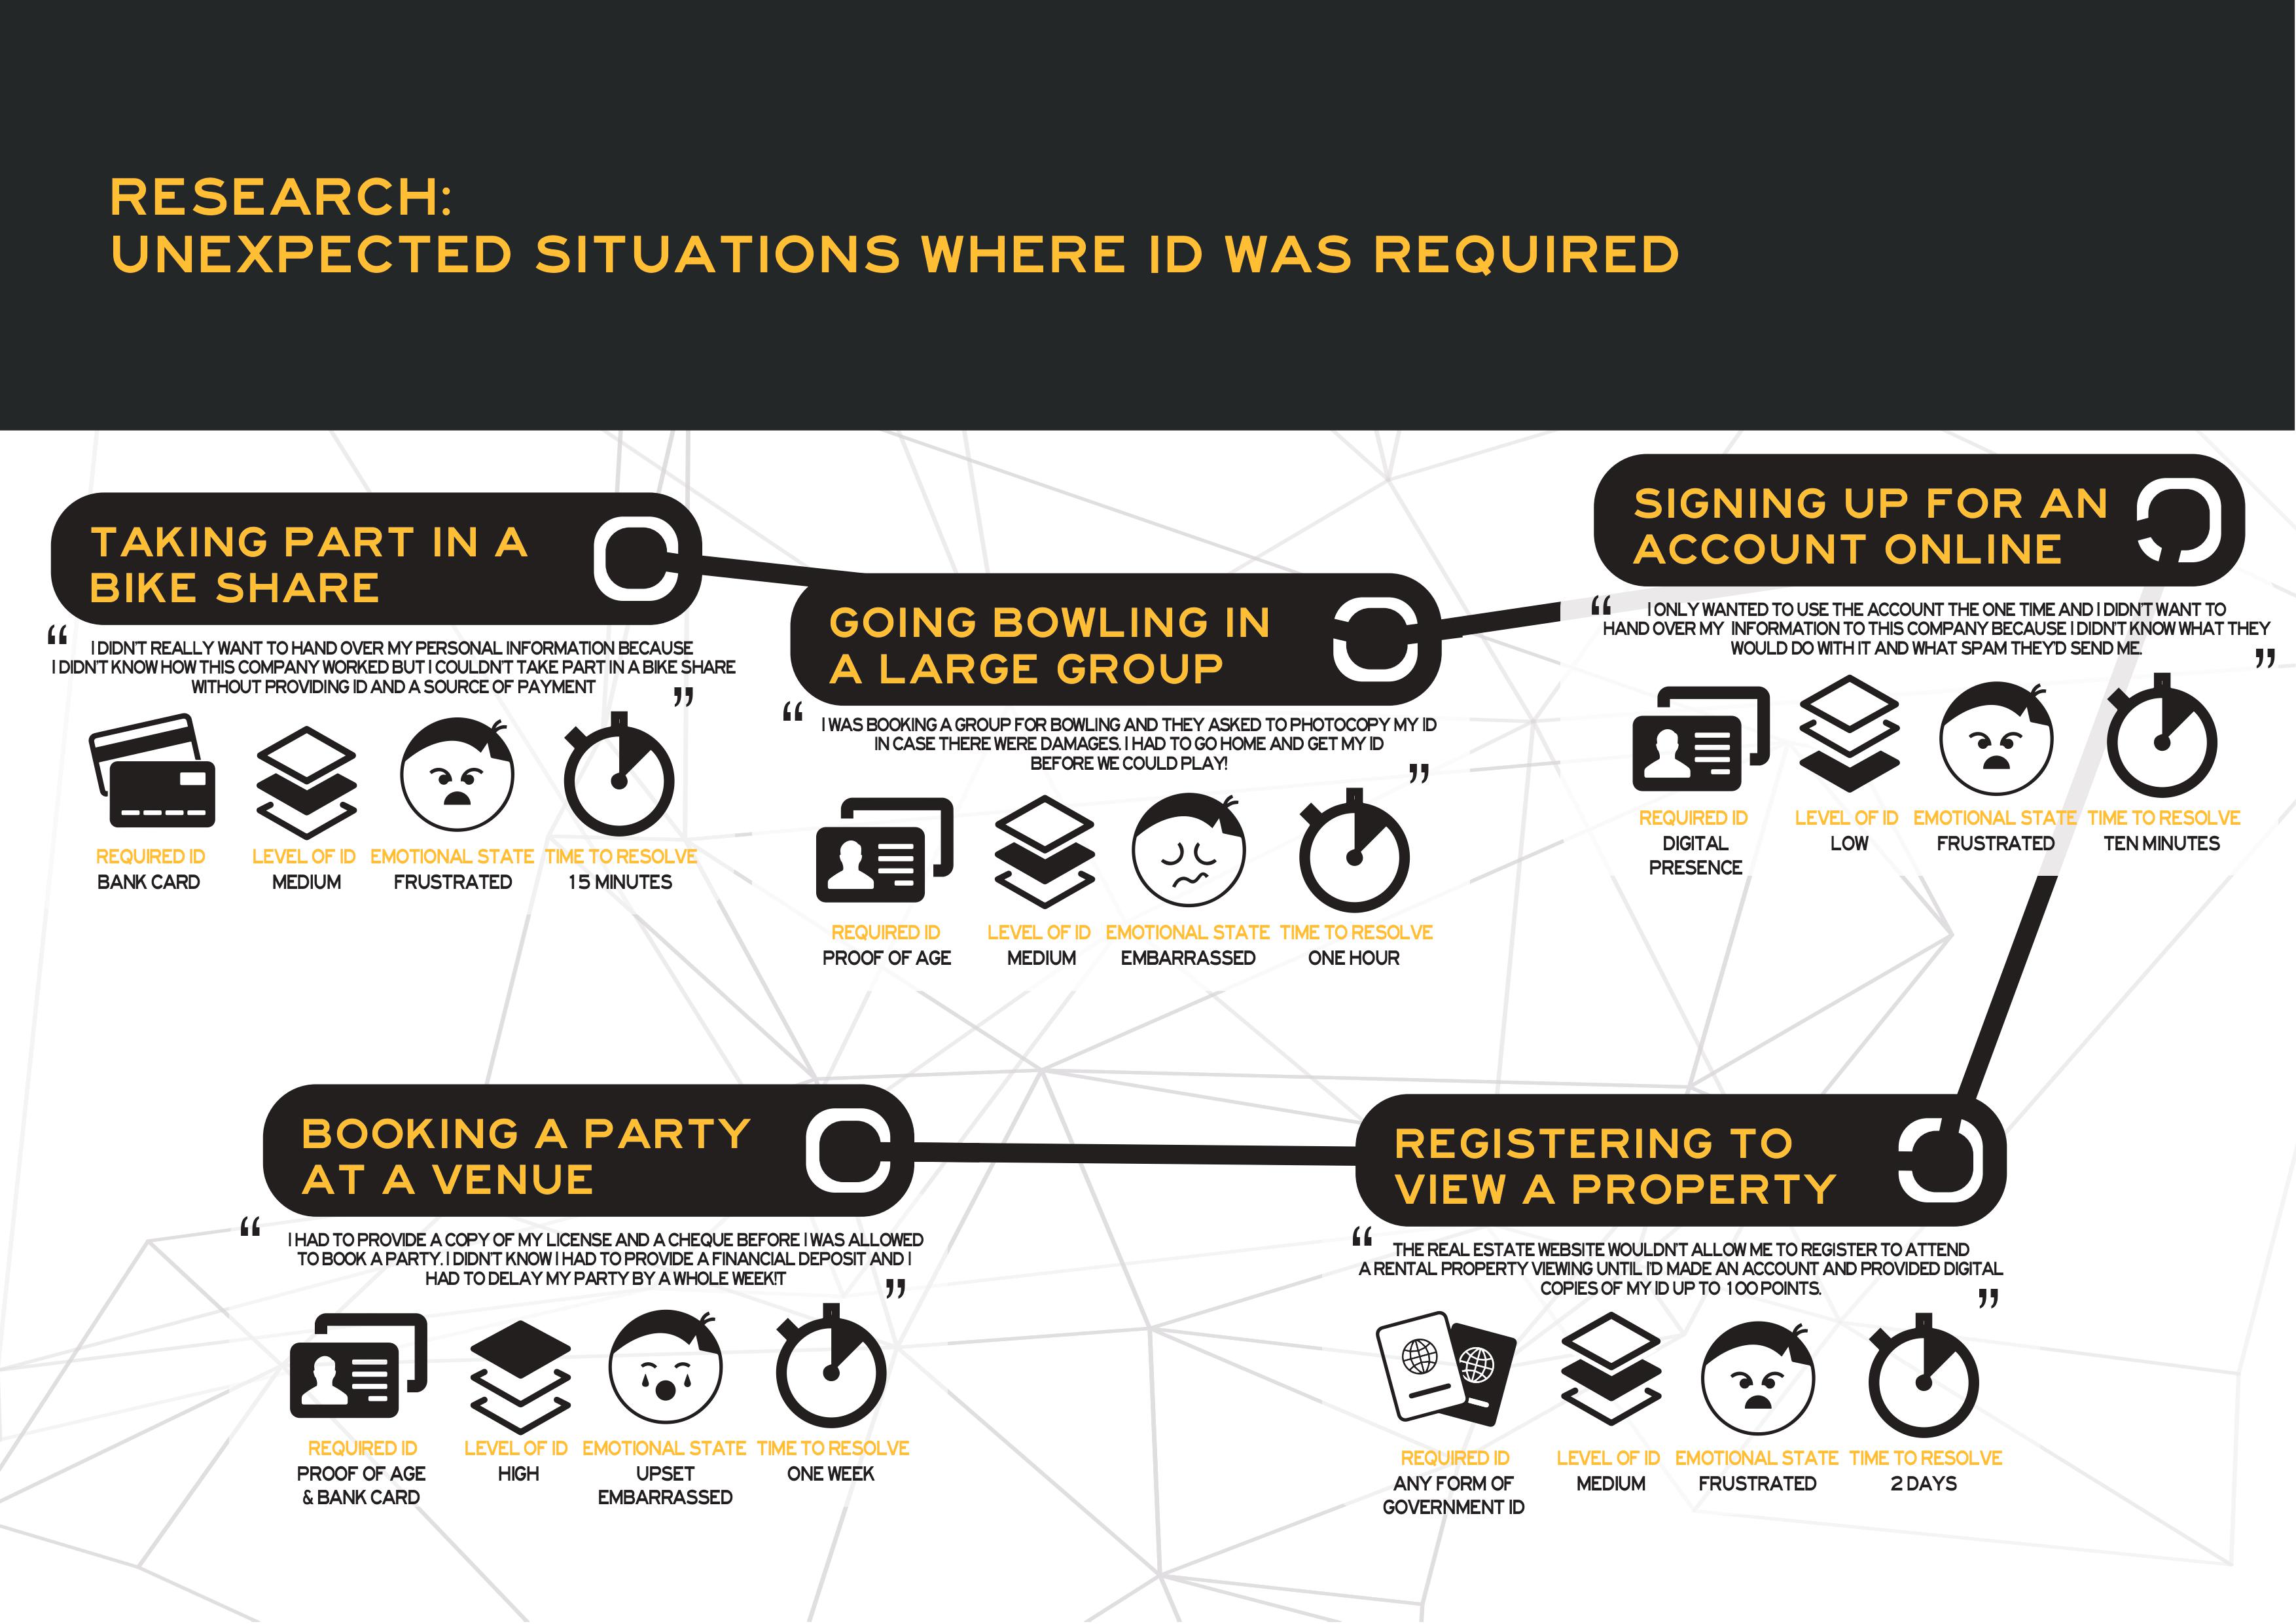 RESEARCH:
UNEXPECTED SITUATIONS WHERE ID WAS REQUIRED
TAKING PART IN A
BIKE SHARE
“ I DIDN'T REALLY WANT TO HAND OVER MY PERSONAL INFORMATION BECAUSE
I DIDN'T KNOW HOW THIS COMPANY WORKED BUT I COULDN'T TAKE PART IN A BIKE SHARE
WITHOUT PROVIDING ID AND A SOURCE OF PAYMENT ”
REQUIRED ID LEVEL OF ID EMOTIONAL STATE TIME TO RESOLVE
BANK CARD MEDIUM FRUSTRATED 15 MINUTES
GOING BOWLING IN
A LARGE GROUP
“ I WAS BOOKING A GROUP FOR BOWLING AND THEY ASKED TO PHOTOCOPY MY ID
IN CASE THERE WERE DAMAGES. I HAD TO GO HOME AND GET MY ID
BEFORE WE COULD PLAY! ”
REQUIRED ID LEVEL OF ID EMOTIONAL STATE TIME TO RESOLVE
PROOF OF AGE MEDIUM EMBARRASSED ONE HOUR
SIGNING UP FOR AN
ACCOUNT ONLINE
“ I ONLY WANTED TO USE THE ACCOUNT THE ONE TIME AND I DIDN'T WANT TO
HAND OVER MY INFORMATION TO THIS COMPANY BECAUSE I DIDN'T KNOW WHAT THEY
WOULD DO WITH IT AND WHAT SPAM THEY'D SEND ME. ”
REQUIRED ID LEVEL OF ID EMOTIONAL STATE TIME TO RESOLVE
DIGITAL LOW FRUSTRATED TEN MINUTES
PRESENCE
BOOKING A PARTY
AT A VENUE
“ I HAD TO PROVIDE A COPY OF MY LICENSE AND A CHEQUE BEFORE I WAS ALLOWED
TO BOOK A PARTY. I DIDN'T KNOW I HAD TO PROVIDE A FINANCIAL DEPOSIT AND I
HAD TO DELAY MY PARTY BY A WHOLE WEEK!T ”
REQUIRED ID LEVEL OF ID EMOTIONAL STATE TIME TO RESOLVE
PROOF OF AGE HIGH UPSET ONE WEEK
& BANK CARD EMBARRASSED
REGISTERING TO
VIEW A PROPERTY
“ THE REAL ESTATE WEBSITE WOULDN'T ALLOW ME TO REGISTER TO ATTEND
A RENTAL PROPERTY VIEWING UNTIL I'D MADE AN ACCOUNT AND PROVIDED DIGITAL
COPIES OF MY ID UP TO 100 POINTS. ”
REQUIRED ID LEVEL OF ID EMOTIONAL STATE TIME TO RESOLVE
ANY FORM OF MEDIUM FRUSTRATED 2 DAYS
GOVERNMENT ID